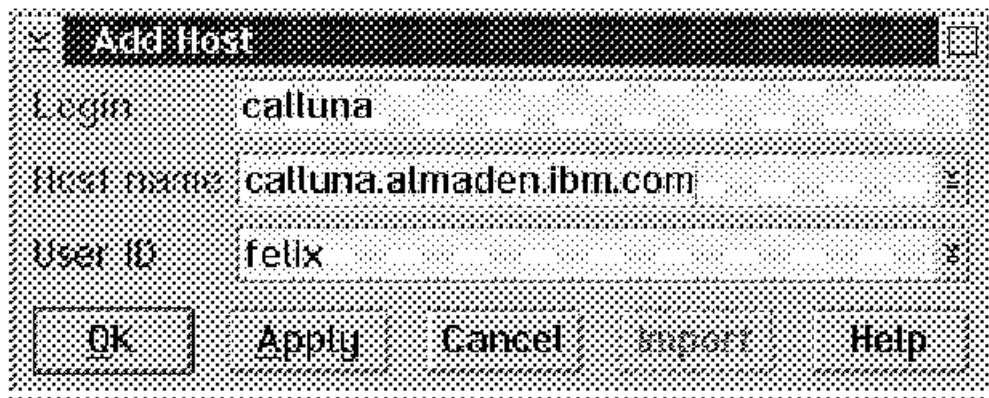 Add Host
Login calluna
Host name calluna.almaden.ibm.com
User ID felix
OK Apply Cancel Import Help